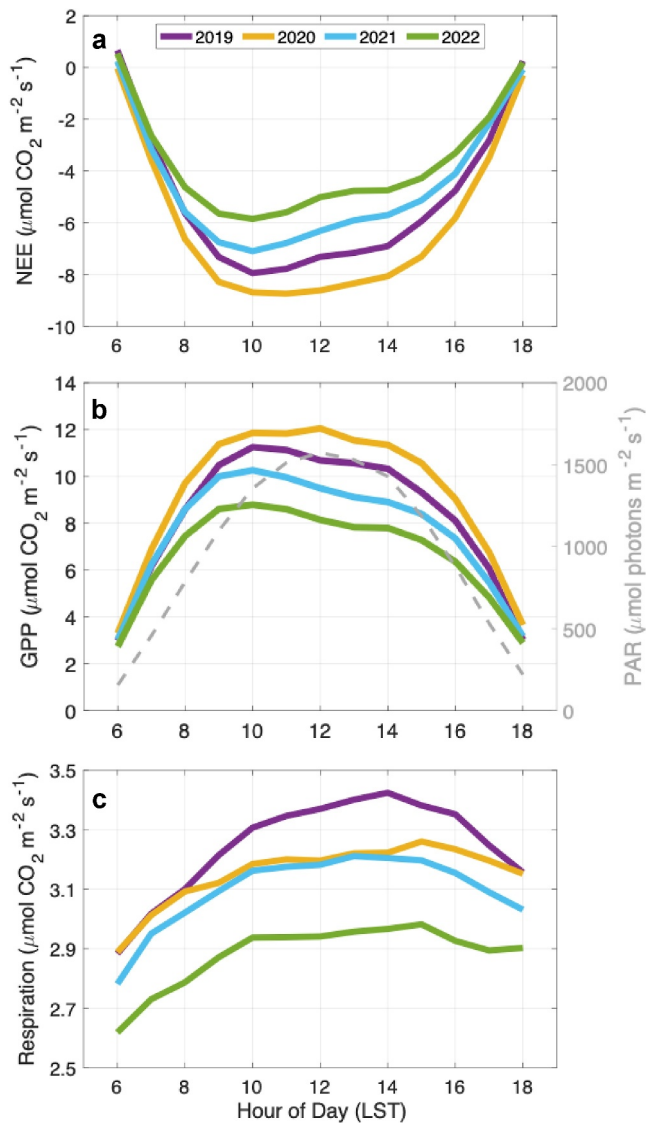 a
2019 2020 2021 2022
2
0
-2
-4
-6
-8
-10
NEE (μmol CO2 m-2 s-1)
6 8 10 12 14 16 18
b
14
12
10
8
6
4
2
0
GPP (μmol CO2 m-2 s-1)
2000
1500
1000
500
0
PAR (μmol photons m-2 s-1)
6 8 10 12 14 16 18
c
3.5
3.3
3.1
2.9
2.7
2.5
Respiration (μmol CO2 m-2 s-1)
6 8 10 12 14 16 18
Hour of Day (LST)